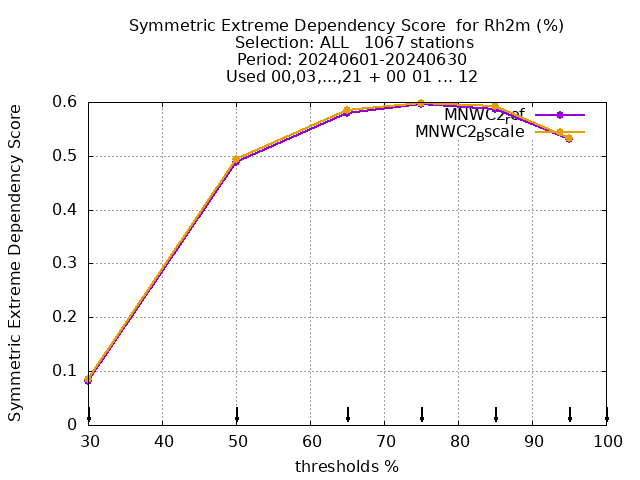 Symmetric Extreme Dependency Score  for Rh2m (%)
Selection: ALL   1067 stations
Period: 20240601-20240630
Used 00,03,...,21 + 00 01 ... 12
Symmetric Extreme Dependency Score
0.6
0.5
0.4
0.3
0.2
0.1
0
MNWC2ref
MNWC2Bscale
30 40 50 60 70 80 90 100
thresholds %